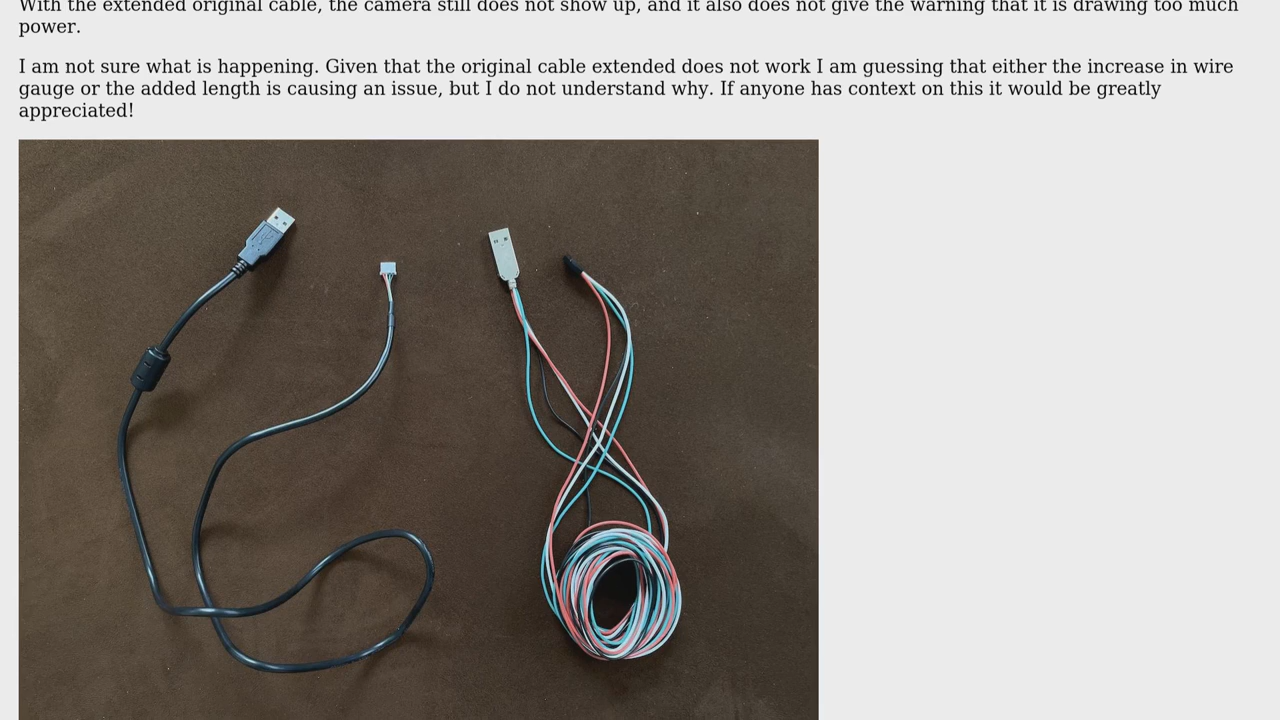 With the extended original cable, the camera still does not show up, and it also does not give the warning that it is drawing too much
power.
I am not sure what is happening. Given that the original cable extended does not work I am guessing that either the increase in wire
gauge or the added length is causing an issue, but I do not understand why. If anyone has context on this it would be greatly
appreciated!